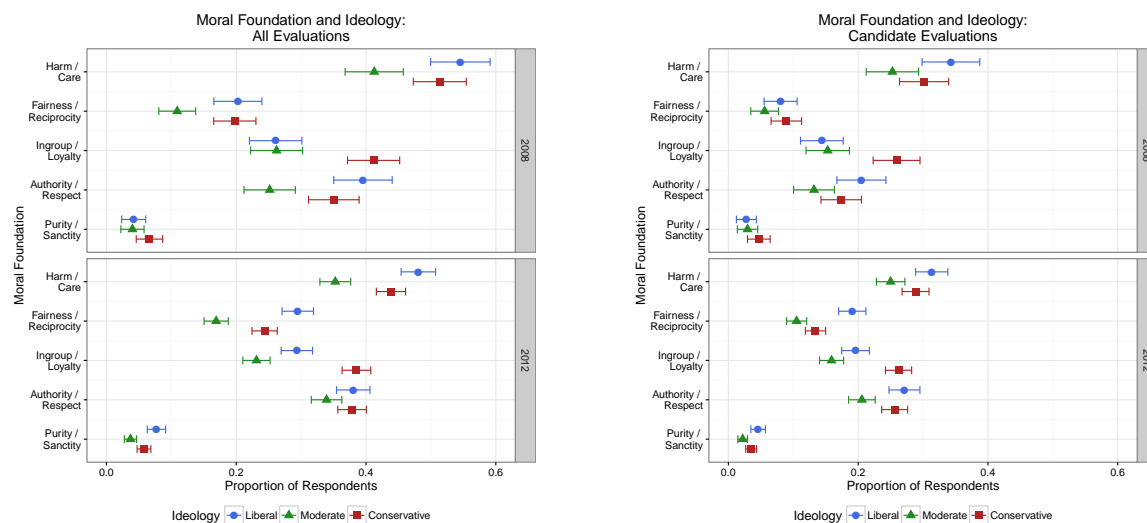 Moral Foundation and Ideology:
All Evaluations
Moral Foundation
Harm /
Care
Fairness /
Reciprocity
Ingroup /
Loyalty
Authority /
Respect
Purity /
Sanctity
2008
Harm /
Care
Fairness /
Reciprocity
Ingroup /
Loyalty
Authority /
Respect
Purity /
Sanctity
2012
0.0 0.2 0.4 0.6
Proportion of Respondents
Ideology Liberal Moderate Conservative
Moral Foundation and Ideology:
Candidate Evaluations
Moral Foundation
Harm /
Care
Fairness /
Reciprocity
Ingroup /
Loyalty
Authority /
Respect
Purity /
Sanctity
2008
Harm /
Care
Fairness /
Reciprocity
Ingroup /
Loyalty
Authority /
Respect
Purity /
Sanctity
2012
0.0 0.2 0.4 0.6
Proportion of Respondents
Ideology Liberal Moderate Conservative